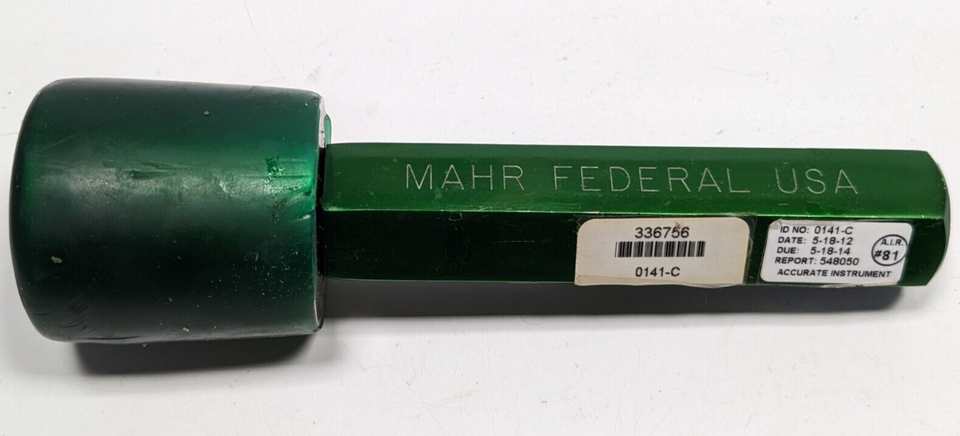 MAHR FEDERAL USA
336756
0141-C
ID NO: 0141-C
DATE: 5-18-12
DUE: 5-18-14
REPORT: 548050
ACCURATE INSTRUMENT
A.I.R.
#81